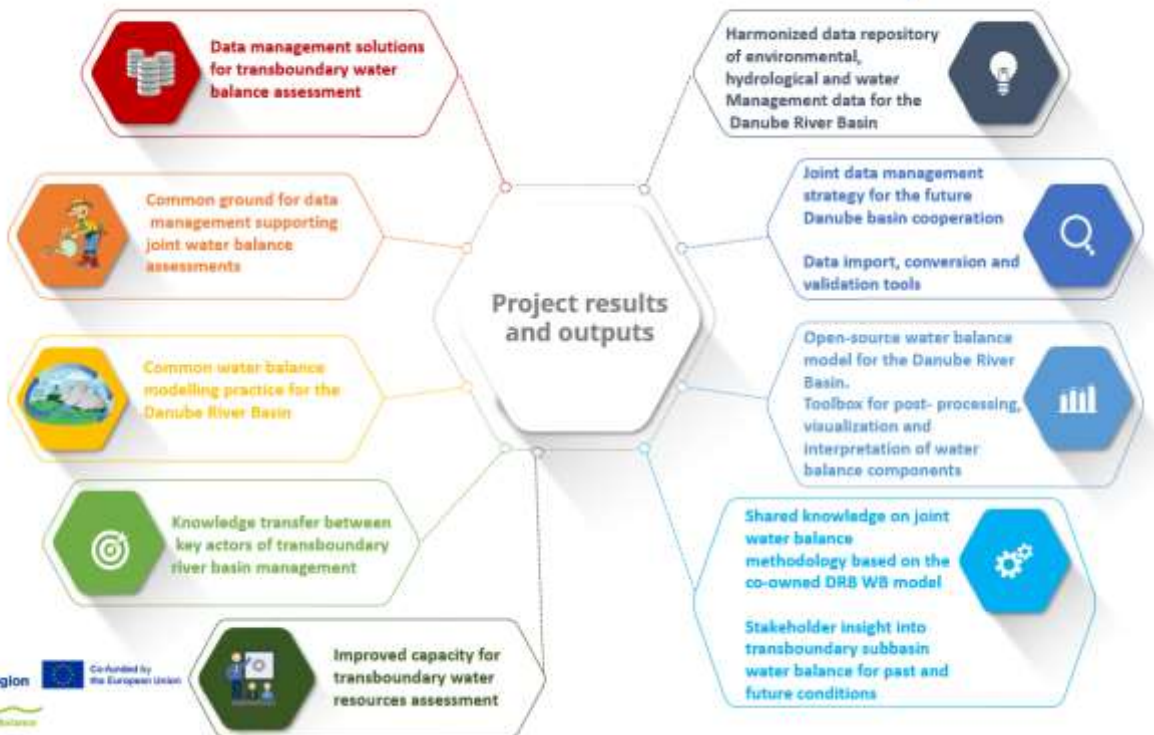 Data management solutions
for transboundary water
balance assessment
Common ground for data
management supporting
joint water balance
assessments
Common water balance
modelling practice for the
Danube River Basin
Knowledge transfer between
key actors of transboundary
river basin management
Improved capacity for
transboundary water
resources assessment
Project results
and outputs
Harmonized data repository
of environmental,
hydrological and water
Management data for the
Danube River Basin
Joint data management
strategy for the future
Danube basin cooperation
Data import, conversion and
validation tools
Open-source water balance
model for the Danube River
Basin.
Toolbox for post- processing,
visualization and
interpretation of water
balance components
Shared knowledge on joint
water balance
methodology based on the
co-owned DRB WB model
Stakeholder insight into
transboundary subbasin
water balance for past and
future conditions
gion
Co-funded by
the European Union